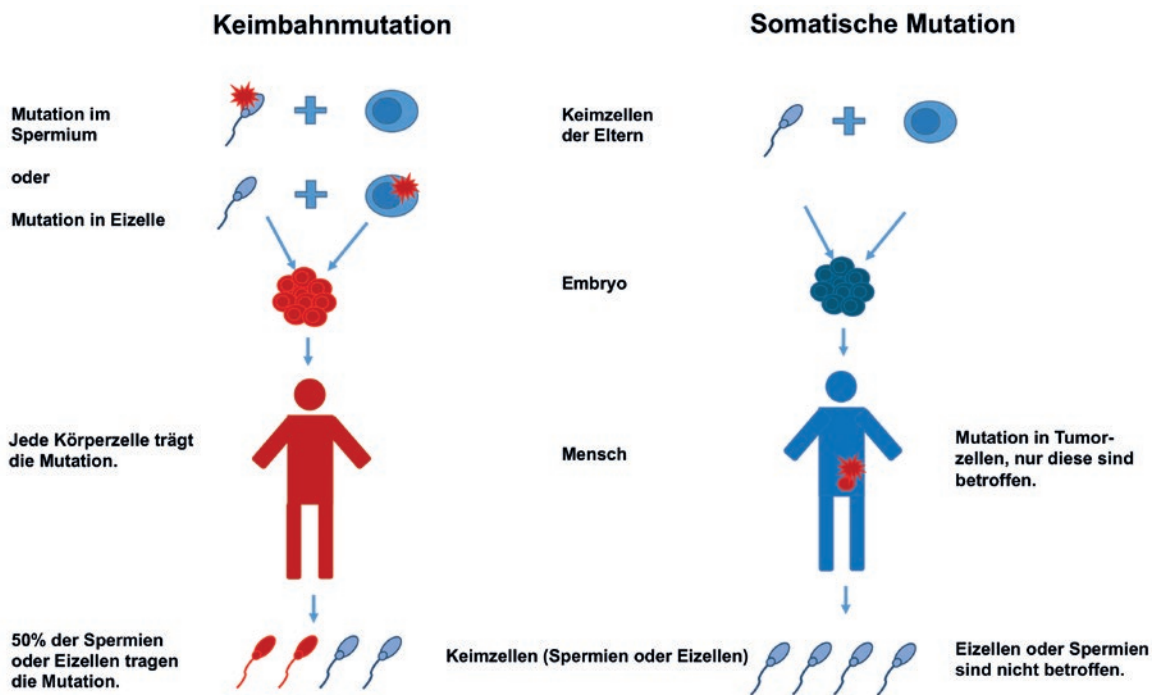 Keimbahnmutation
Somatische Mutation
Mutation im
Spermium
oder
Mutation in Eizelle
Keimzellen
der Eltern
Embryo
Jede Körperzelle trägt
die Mutation.
Mensch
Mutation in Tumor-
zellen, nur diese sind
betroffen.
50% der Spermien
oder Eizellen tragen
die Mutation.
Keimzellen (Spermien oder Eizellen)
Eizellen oder Spermien
sind nicht betroffen.